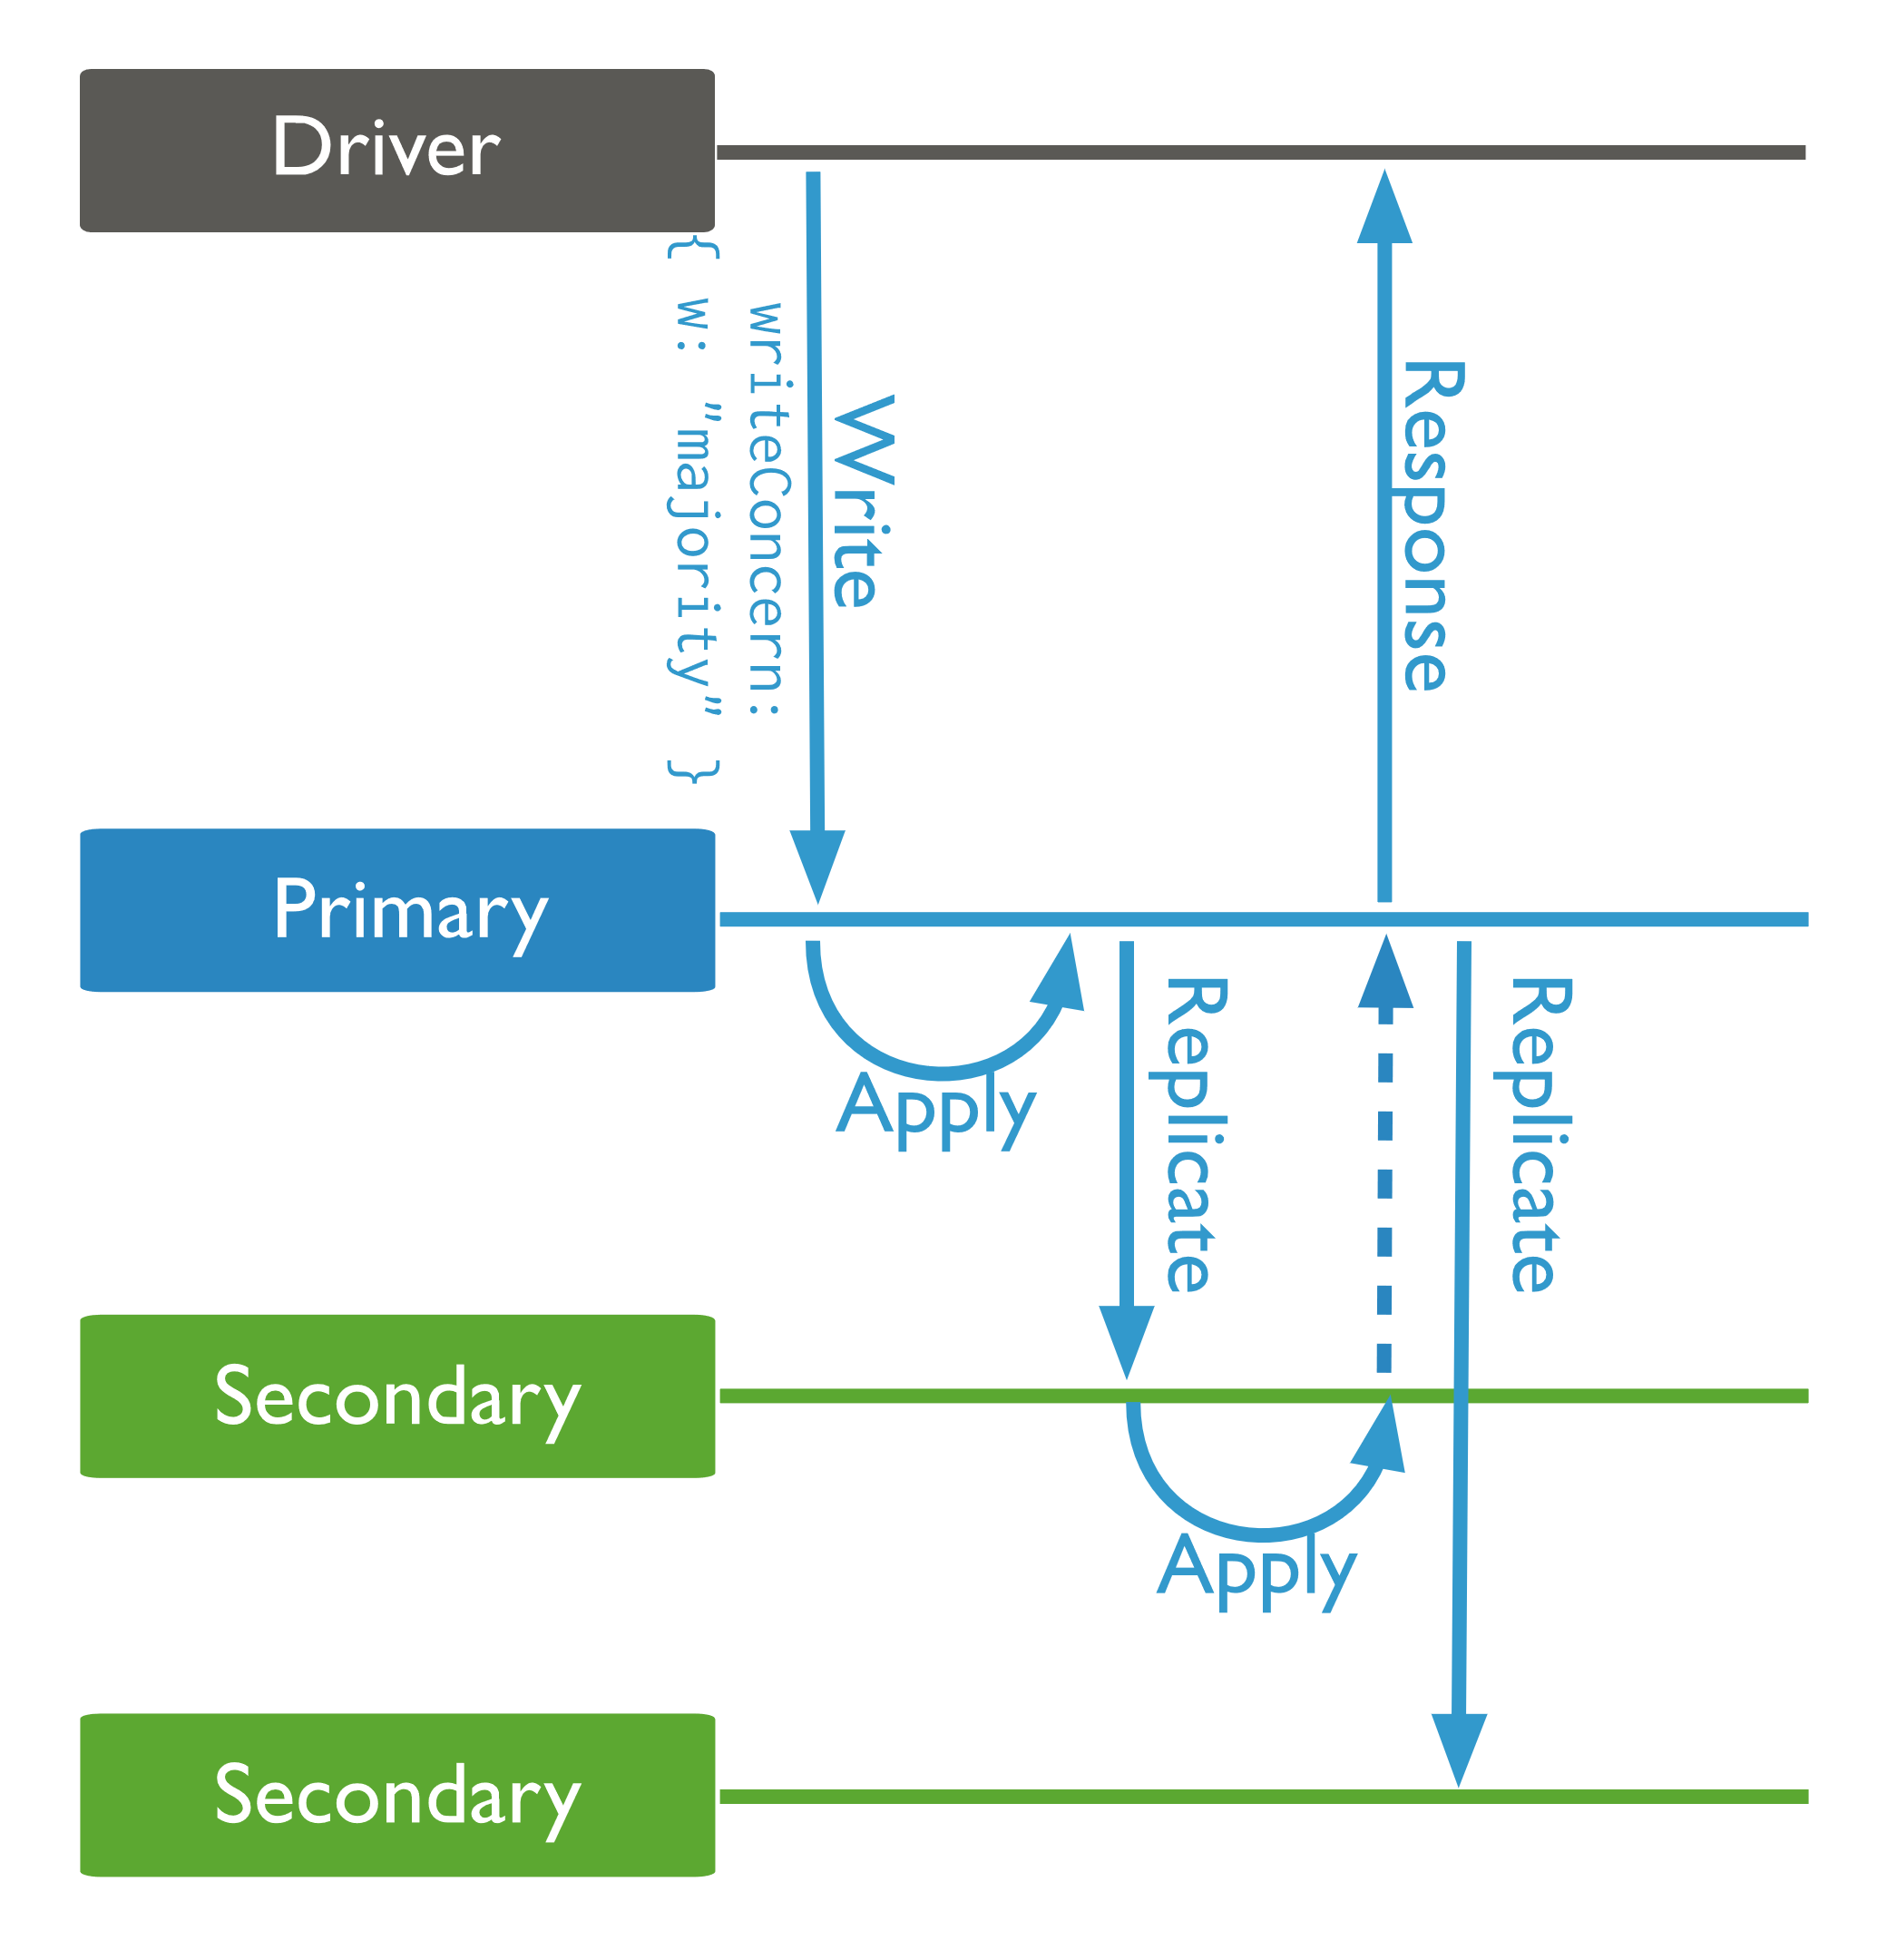 Driver
writeConcern:
{ w: ”majority” }
Write
Response
Primary
Apply
Replicate
Replicate
Secondary
Apply
Secondary